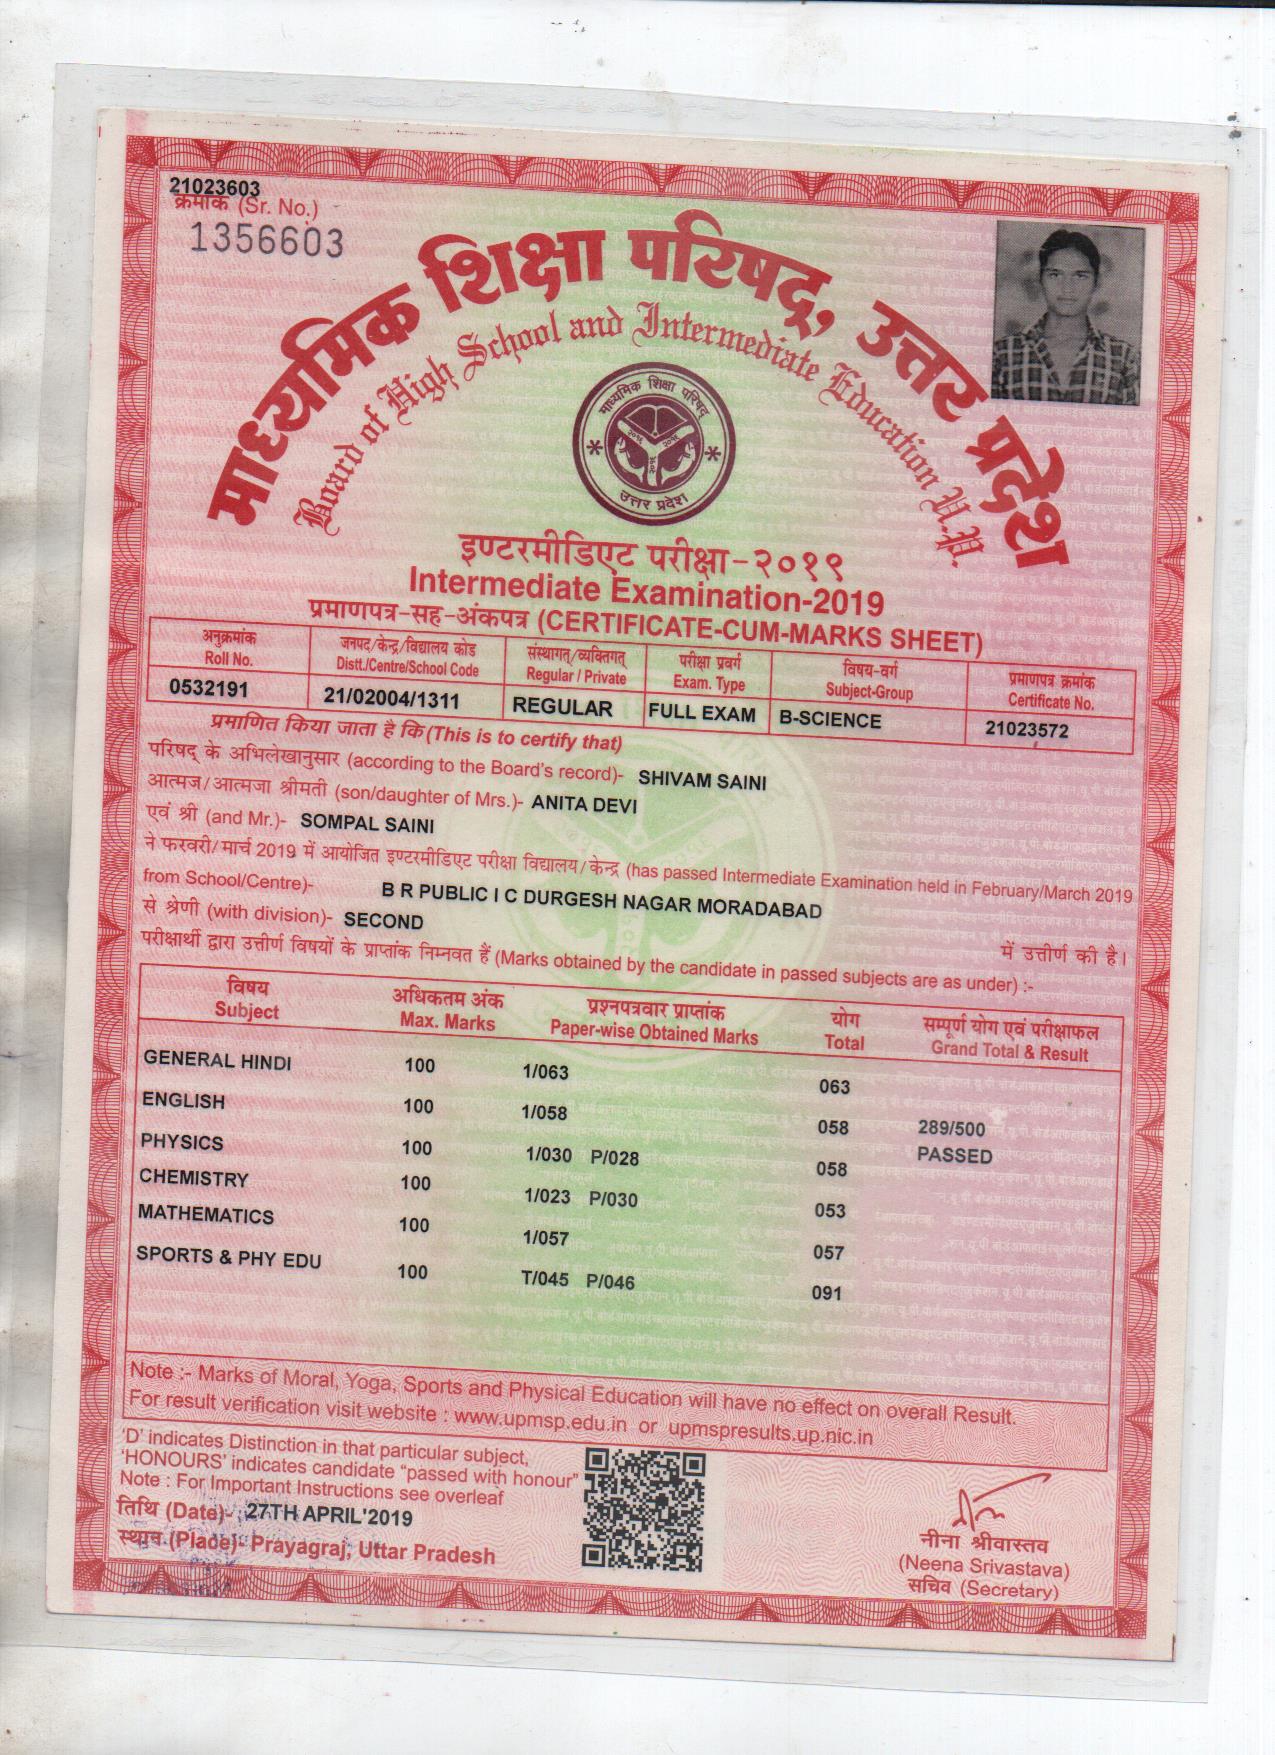 21023603
क्रमांक (Sr. No.)
1356603
माध्यमिक शिक्षा परिषद्, उत्तर प्रदेश
Board of High School and Intermediate Education U.P.
माध्यमिक शिक्षा परिषद्
उत्तर प्रदेश
इण्टरमीडिएट परीक्षा-२०१९
Intermediate Examination-2019
प्रमाणपत्र-सह-अंकपत्र (CERTIFICATE-CUM-MARKS SHEET)
अनुक्रमांक जनपद/केन्द्र/विद्यालय कोड संस्थागत्/व्यक्तिगत् परीक्षा प्रवर्ग विषय-वर्ग प्रमाणपत्र क्रमांक
Roll No. Distt./Centre/School Code Regular / Private Exam. Type Subject-Group Certificate No.
0532191 21/02004/1311 REGULAR FULL EXAM B-SCIENCE 21023572
प्रमाणित किया जाता है कि (This is to certify that)
परिषद् के अभिलेखानुसार (according to the Board's record)- SHIVAM SAINI
आत्मज/आत्मजा श्रीमती (son/daughter of Mrs.)- ANITA DEVI
एवं श्री (and Mr.)- SOMPAL SAINI
ने फरवरी/मार्च 2019 में आयोजित इण्टरमीडिएट परीक्षा विद्यालय/केन्द्र (has passed Intermediate Examination held in February/March 2019
from School/Centre)- B R PUBLIC I C DURGESH NAGAR MORADABAD
से श्रेणी (with division)- SECOND में उत्तीर्ण की है।
परीक्षार्थी द्वारा उत्तीर्ण विषयों के प्राप्तांक निम्नवत हैं (Marks obtained by the candidate in passed subjects are as under) :-
विषय अधिकतम अंक प्रश्नपत्रवार प्राप्तांक योग सम्पूर्ण योग एवं परीक्षाफल
Subject Max. Marks Paper-wise Obtained Marks Total Grand Total & Result
GENERAL HINDI 100 1/063 063
ENGLISH 100 1/058 058 289/500
PHYSICS 100 1/030 P/028 058 PASSED
CHEMISTRY 100 1/023 P/030 053
MATHEMATICS 100 1/057 057
SPORTS & PHY EDU 100 T/045 P/046 091
Note :- Marks of Moral, Yoga, Sports and Physical Education will have no effect on overall Result.
For result verification visit website : www.upmsp.edu.in or upmspresults.up.nic.in
'D' indicates Distinction in that particular subject,
'HONOURS' indicates candidate "passed with honour"
Note : For Important Instructions see overleaf
तिथि (Date)- 27TH APRIL'2019
स्थान (Place)- Prayagraj, Uttar Pradesh
नीना श्रीवास्तव
(Neena Srivastava)
सचिव (Secretary)